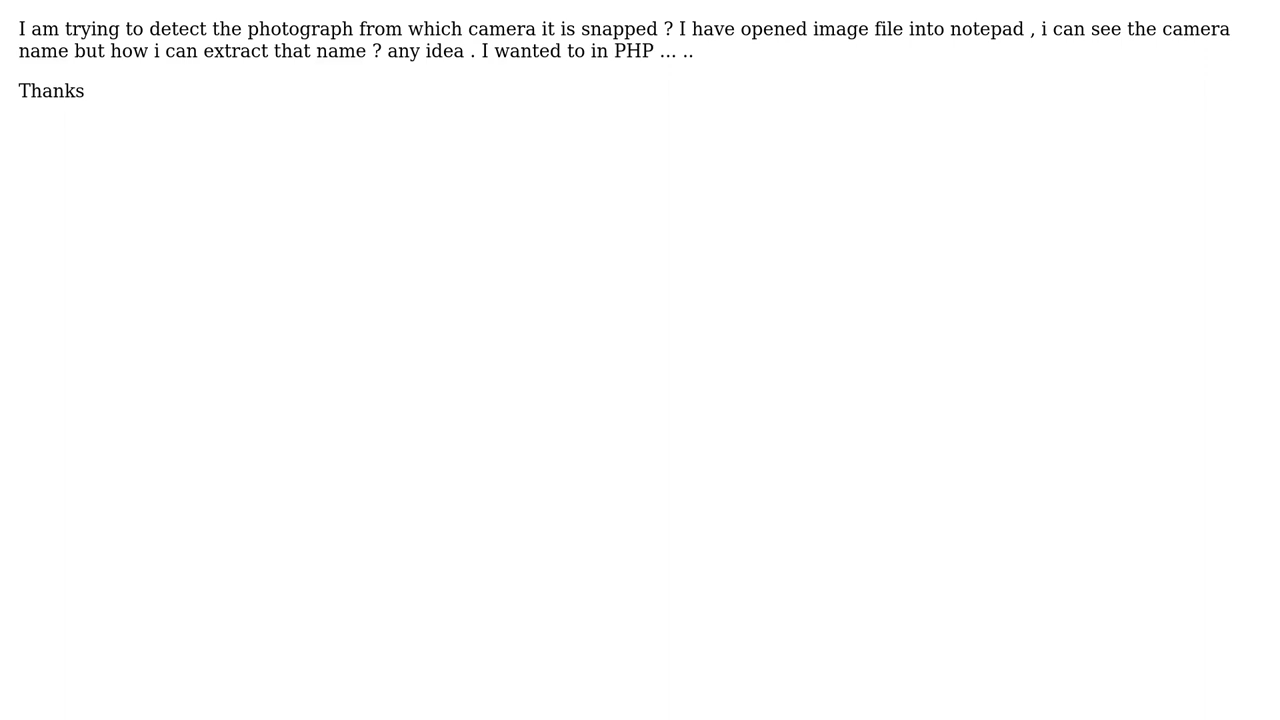 I am trying to detect the photograph from which camera it is snapped ? I have opened image file into notepad , i can see the camera
name but how i can extract that name ? any idea . I wanted to in PHP ... ..
Thanks